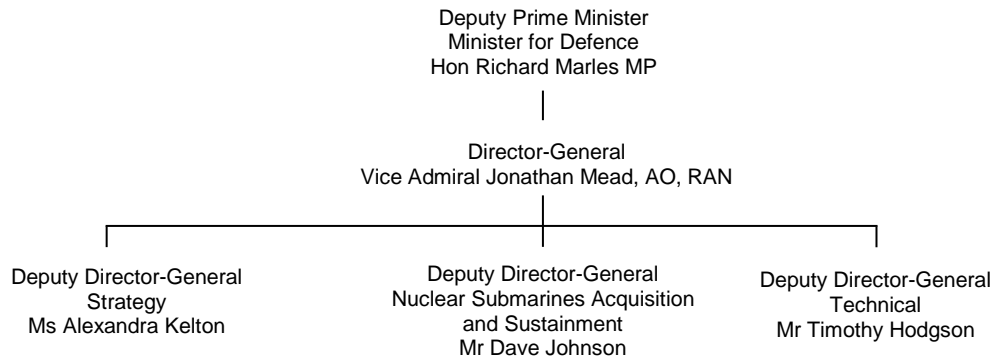 Deputy Prime Minister
Minister for Defence
Hon Richard Marles MP
Director-General
Vice Admiral Jonathan Mead, AO, RAN
Deputy Director-General
Strategy
Ms Alexandra Kelton
Deputy Director-General
Nuclear Submarines Acquisition
and Sustainment
Mr Dave Johnson
Deputy Director-General
Technical
Mr Timothy Hodgson